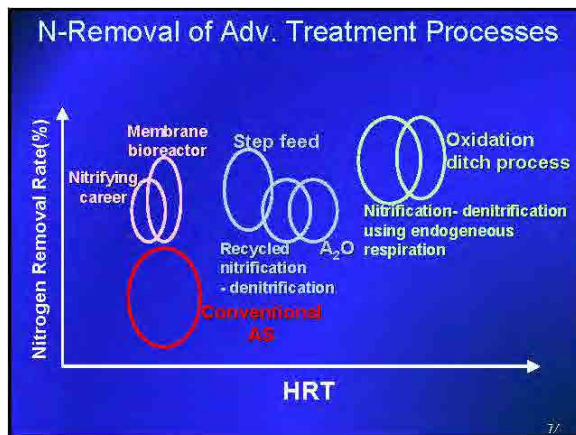 N-Removal of Adv. Treatment Processes
Nitrogen Removal Rate(%)
Membrane
bioreactor
Nitrifying
career
Step feed
Oxidation
ditch process
Recycled
nitrification
- denitrification
A₂O
Nitrification- denitrification
using endogeneous
respiration
Conventional
AS
HRT
7/